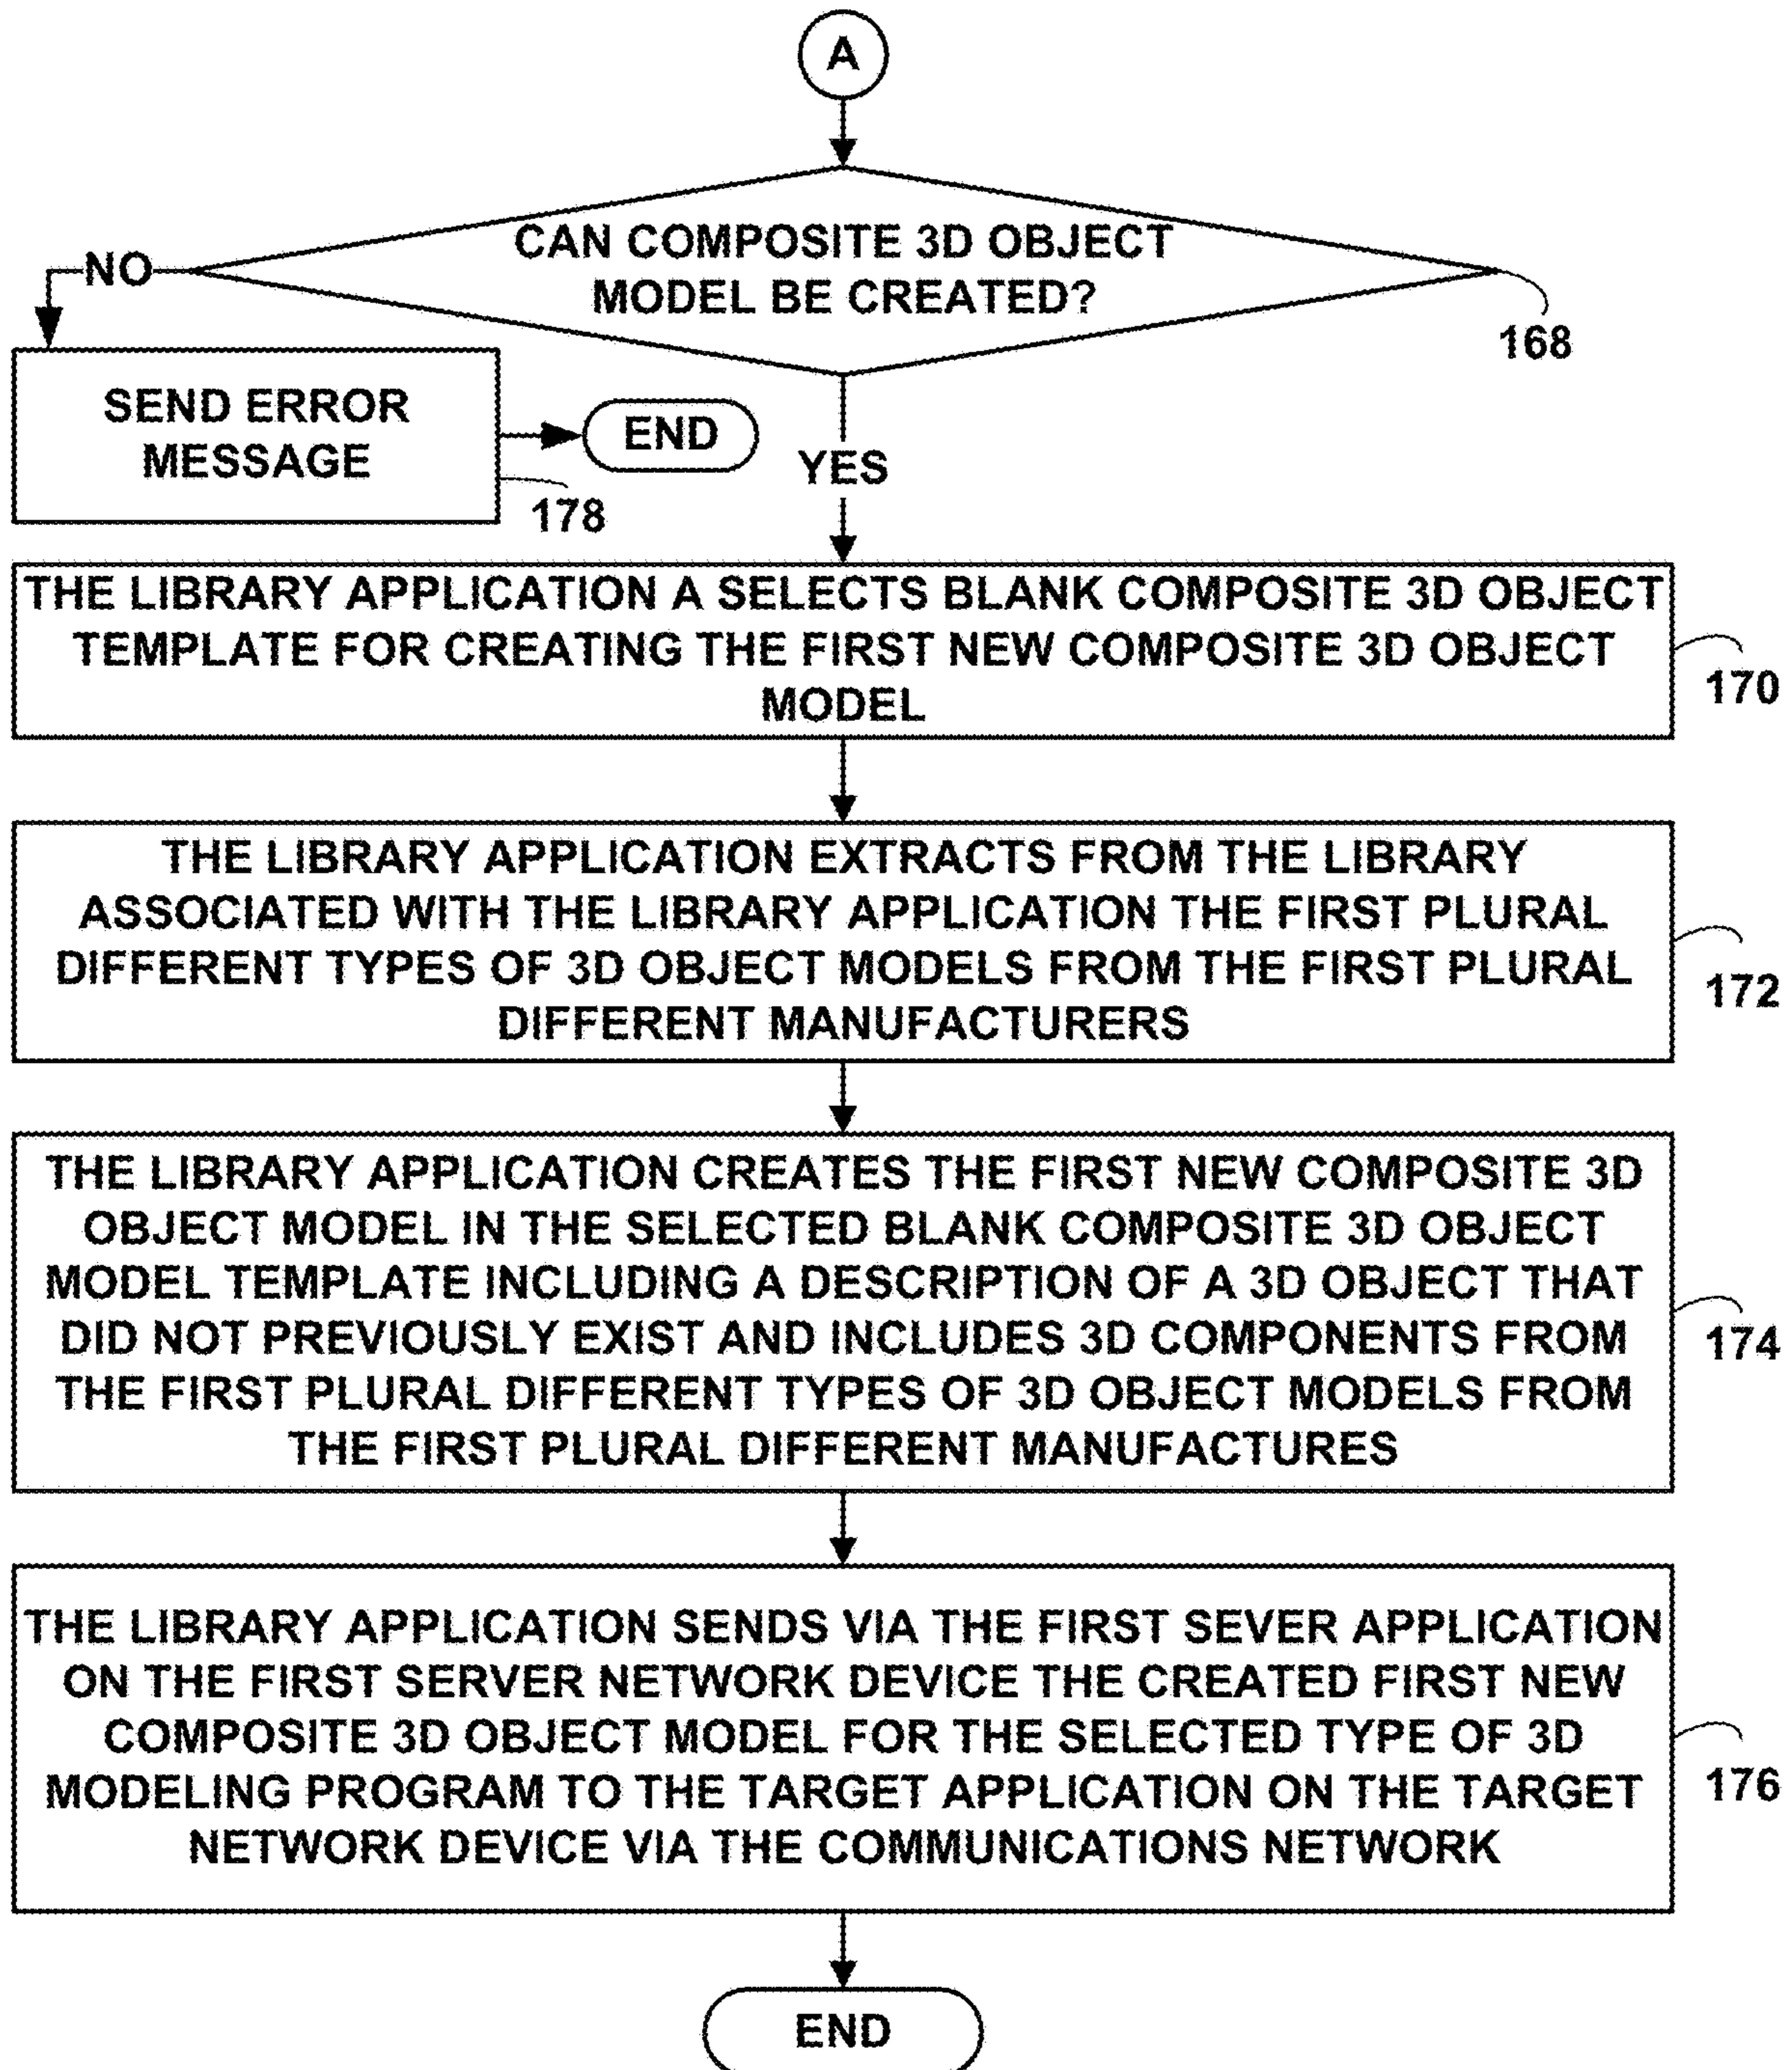 A
CAN COMPOSITE 3D OBJECT
MODEL BE CREATED?
NO
168
SEND ERROR
MESSAGE
END
178
YES
THE LIBRARY APPLICATION A SELECTS BLANK COMPOSITE 3D OBJECT
TEMPLATE FOR CREATING THE FIRST NEW COMPOSITE 3D OBJECT
MODEL
170
THE LIBRARY APPLICATION EXTRACTS FROM THE LIBRARY
ASSOCIATED WITH THE LIBRARY APPLICATION THE FIRST PLURAL
DIFFERENT TYPES OF 3D OBJECT MODELS FROM THE FIRST PLURAL
DIFFERENT MANUFACTURERS
172
THE LIBRARY APPLICATION CREATES THE FIRST NEW COMPOSITE 3D
OBJECT MODEL IN THE SELECTED BLANK COMPOSITE 3D OBJECT
MODEL TEMPLATE INCLUDING A DESCRIPTION OF A 3D OBJECT THAT
DID NOT PREVIOUSLY EXIST AND INCLUDES 3D COMPONENTS FROM
THE FIRST PLURAL DIFFERENT TYPES OF 3D OBJECT MODELS FROM
THE FIRST PLURAL DIFFERENT MANUFACTURES
174
THE LIBRARY APPLICATION SENDS VIA THE FIRST SEVER APPLICATION
ON THE FIRST SERVER NETWORK DEVICE THE CREATED FIRST NEW
COMPOSITE 3D OBJECT MODEL FOR THE SELECTED TYPE OF 3D
MODELING PROGRAM TO THE TARGET APPLICATION ON THE TARGET
NETWORK DEVICE VIA THE COMMUNICATIONS NETWORK
176
END